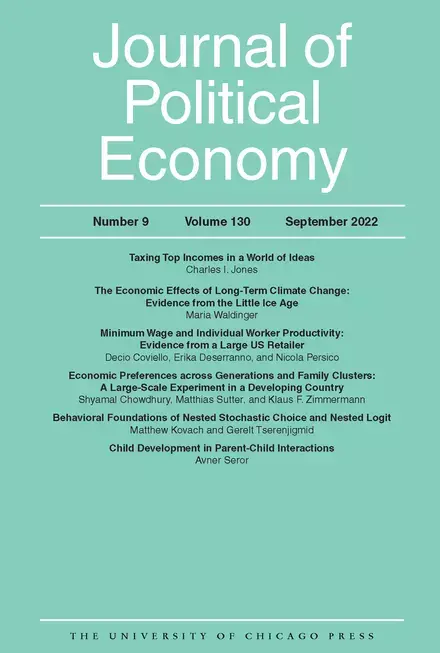 Journal of
Political
Economy
Number 9 Volume 130 September 2022
Taxing Top Incomes in a World of Ideas
Charles I. Jones
The Economic Effects of Long-Term Climate Change:
Evidence from the Little Ice Age
Maria Waldinger
Minimum Wage and Individual Worker Productivity:
Evidence from a Large US Retailer
Decio Coviello, Erika Deserranno, and Nicola Persico
Economic Preferences across Generations and Family Clusters:
A Large-Scale Experiment in a Developing Country
Shyamal Chowdhury, Matthias Sutter, and Klaus F. Zimmermann
Behavioral Foundations of Nested Stochastic Choice and Nested Logit
Matthew Kovach and Gerelt Tserenjigmid
Child Development in Parent-Child Interactions
Avner Seror
THE UNIVERSITY OF CHICAGO PRESS